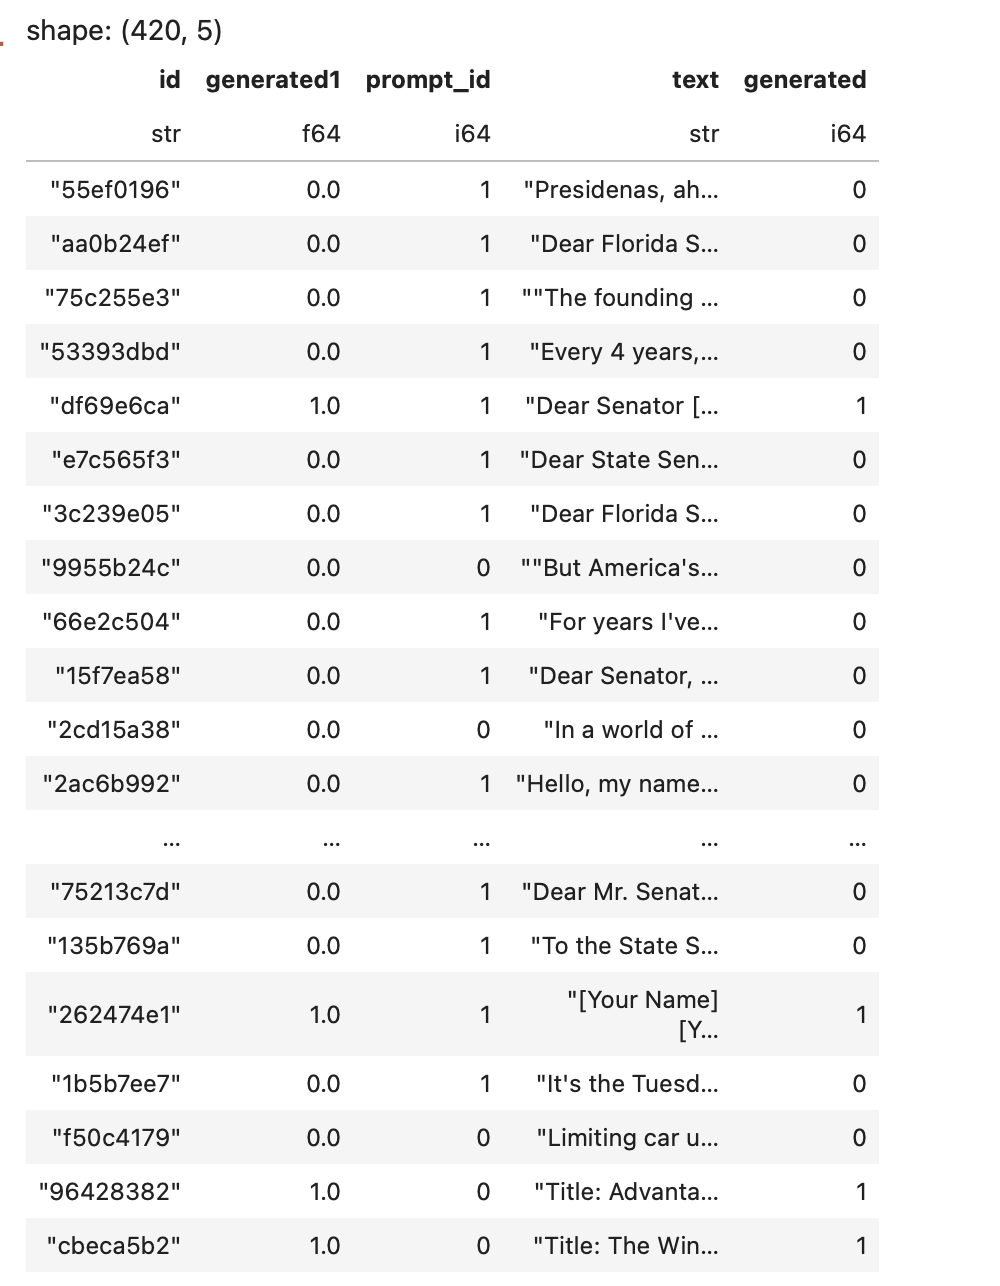 shape: (420, 5)
id generated1 prompt_id text generated
str f64 i64 str i64
"55ef0196" 0.0 1 "Presidenas, ah... 0
"aa0b24ef" 0.0 1 "Dear Florida S... 0
"75c255e3" 0.0 1 ""The founding ... 0
"53393dbd" 0.0 1 "Every 4 years,... 0
"df69e6ca" 1.0 1 "Dear Senator [... 1
"e7c565f3" 0.0 1 "Dear State Sen... 0
"3c239e05" 0.0 1 "Dear Florida S... 0
"9955b24c" 0.0 0 ""But America's... 0
"66e2c504" 0.0 1 "For years I've... 0
"15f7ea58" 0.0 1 "Dear Senator, ... 0
"2cd15a38" 0.0 0 "In a world of ... 0
"2ac6b992" 0.0 1 "Hello, my name... 0
... ... ... ... ...
"75213c7d" 0.0 1 "Dear Mr. Senat... 0
"135b769a" 0.0 1 "To the State S... 0
"262474e1" 1.0 1 "[Your Name] 1
[Y...
"1b5b7ee7" 0.0 1 "It's the Tuesd... 0
"f50c4179" 0.0 0 "Limiting car u... 0
"96428382" 1.0 0 "Title: Advanta... 1
"cbeca5b2" 1.0 0 "Title: The Win... 1